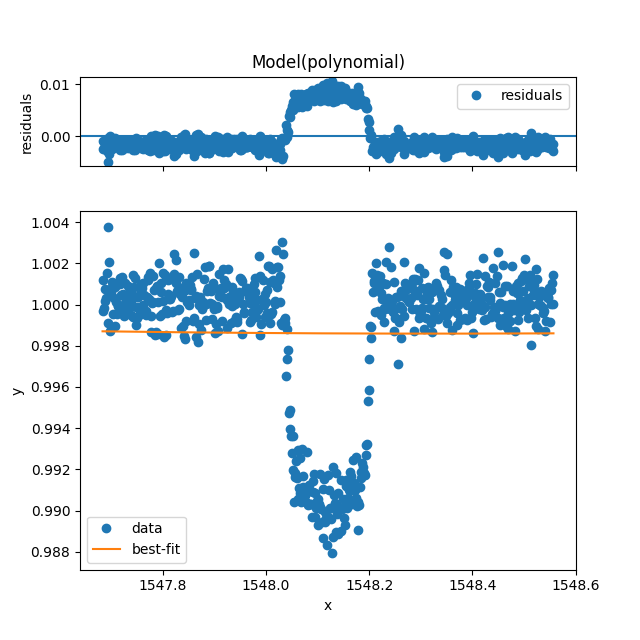 Model(polynomial)
0.01
0.00
residuals
residuals
1.004
1.002
1.000
0.998
0.996
0.994
0.992
0.990
0.988
y
data
best-fit
1547.8 1548.0 1548.2 1548.4 1548.6
x